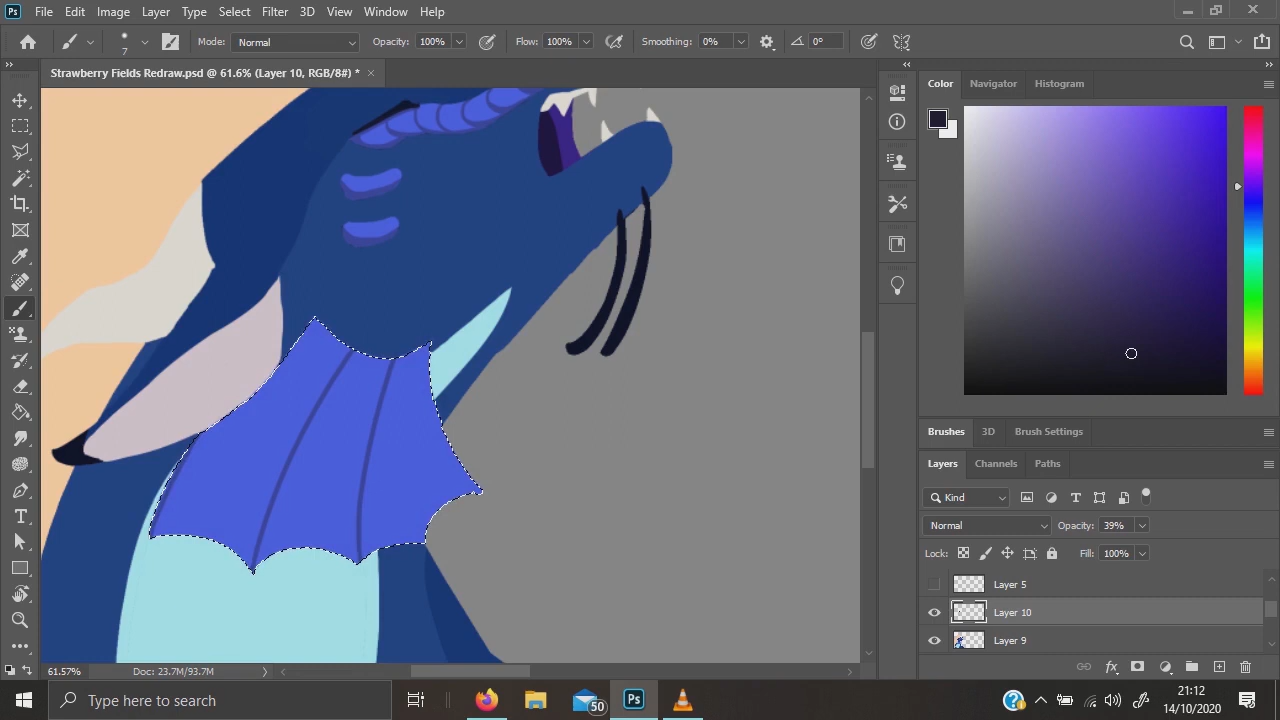 Ps File Edit Image Layer Type Select Filter 3D View Window Help
7 Mode: Normal Opacity: 100% Flow: 100% Smoothing: 0% 0°
Strawberry Fields Redraw.psd @ 61.6% (Layer 10, RGB/8#) * ×
Color Navigator Histogram
Brushes 3D Brush Settings
Layers Channels Paths
Kind
Normal Opacity: 39%
Lock: Fill: 100%
Layer 5
Layer 10
Layer 9
61.57% Doc: 23.7M/93.7M
Type here to search
50
Ps
21:12
14/10/2020